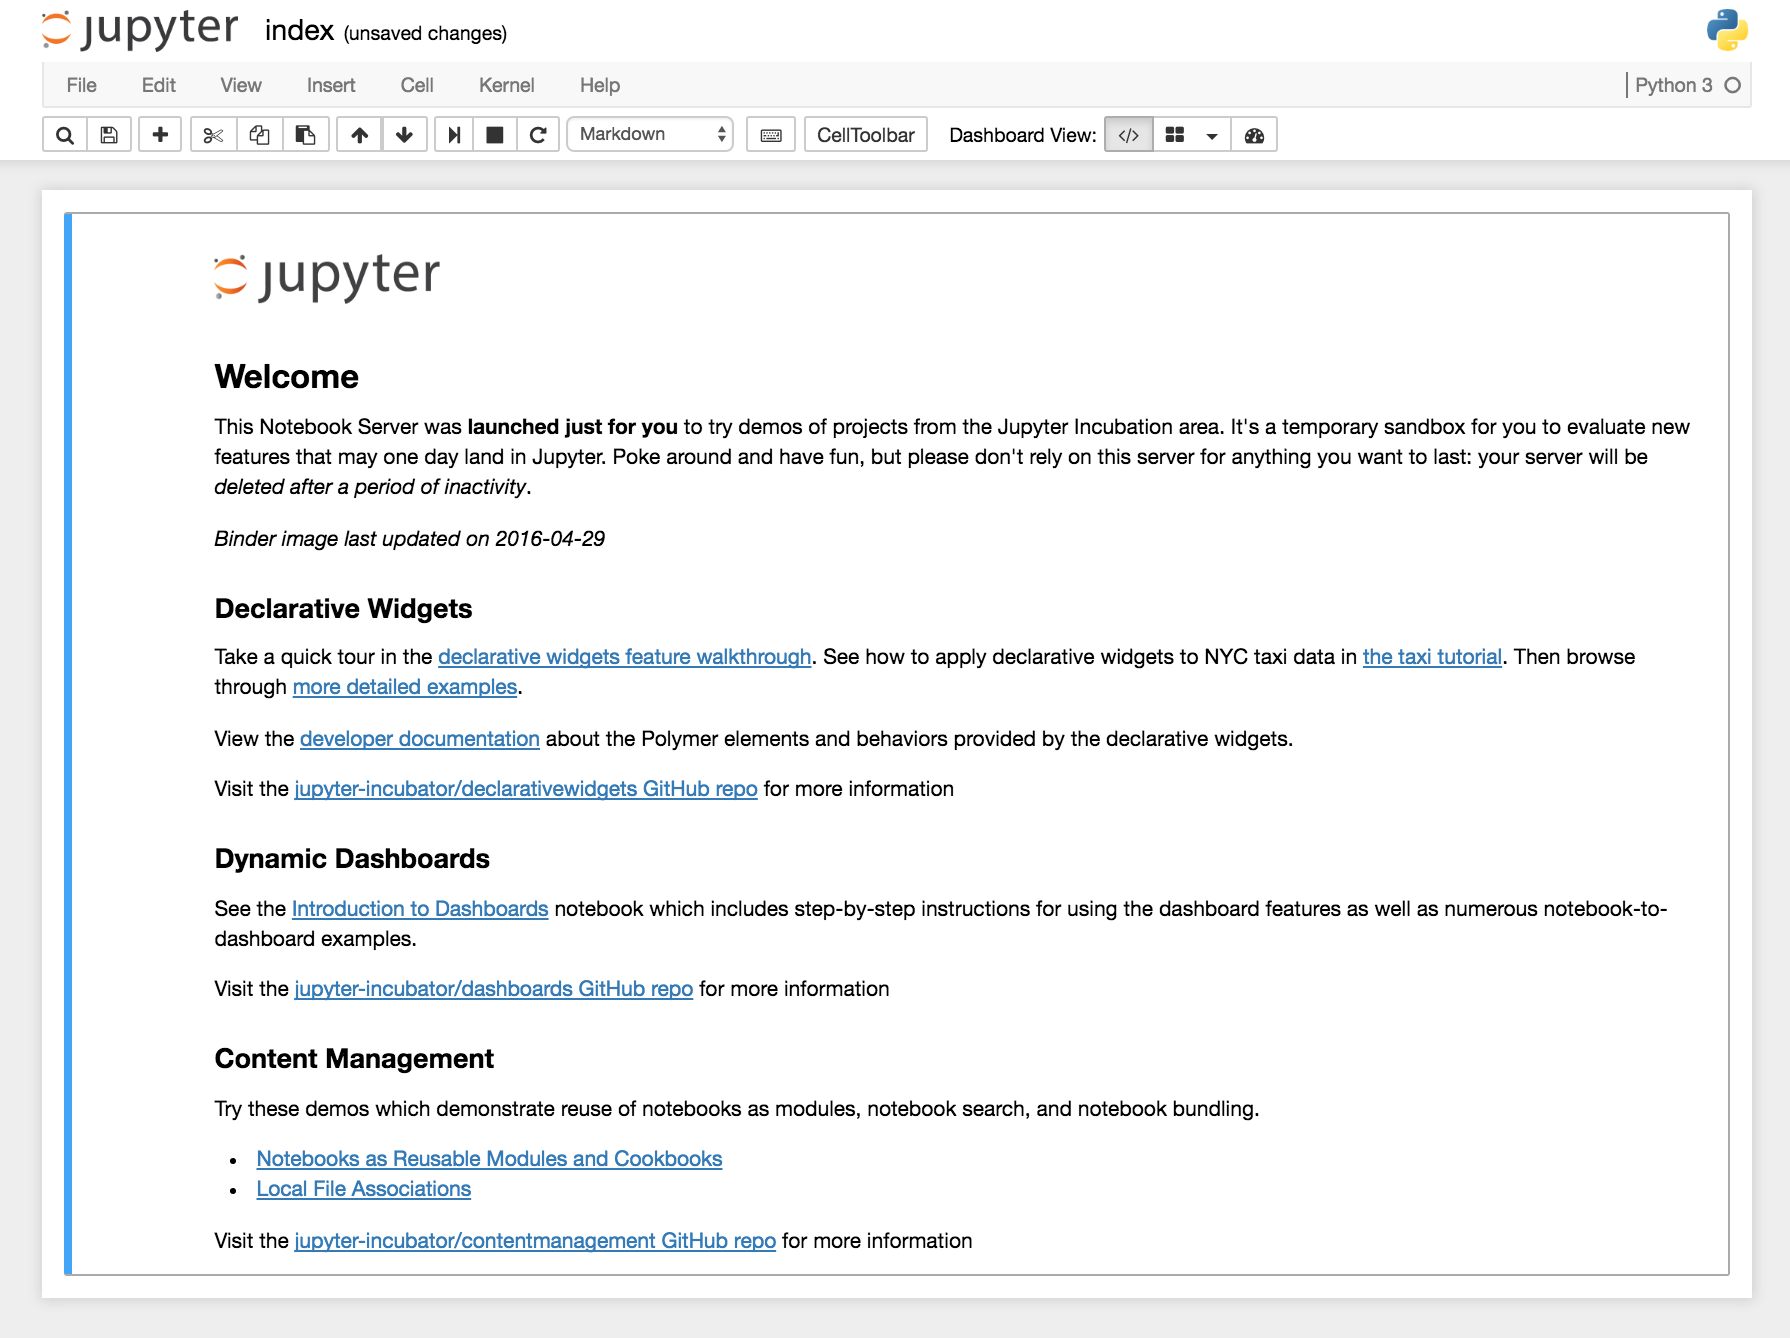 jupyter index (unsaved changes)
File Edit View Insert Cell Kernel Help Python 3
Markdown CellToolbar Dashboard View: </>
jupyter
Welcome
This Notebook Server was launched just for you to try demos of projects from the Jupyter Incubation area. It's a temporary sandbox for you to evaluate new
features that may one day land in Jupyter. Poke around and have fun, but please don't rely on this server for anything you want to last: your server will be
deleted after a period of inactivity.
Binder image last updated on 2016-04-29
Declarative Widgets
Take a quick tour in the declarative widgets feature walkthrough. See how to apply declarative widgets to NYC taxi data in the taxi tutorial. Then browse
through more detailed examples.
View the developer documentation about the Polymer elements and behaviors provided by the declarative widgets.
Visit the jupyter-incubator/declarativewidgets GitHub repo for more information
Dynamic Dashboards
See the Introduction to Dashboards notebook which includes step-by-step instructions for using the dashboard features as well as numerous notebook-to-
dashboard examples.
Visit the jupyter-incubator/dashboards GitHub repo for more information
Content Management
Try these demos which demonstrate reuse of notebooks as modules, notebook search, and notebook bundling.
• Notebooks as Reusable Modules and Cookbooks
• Local File Associations
Visit the jupyter-incubator/contentmanagement GitHub repo for more information